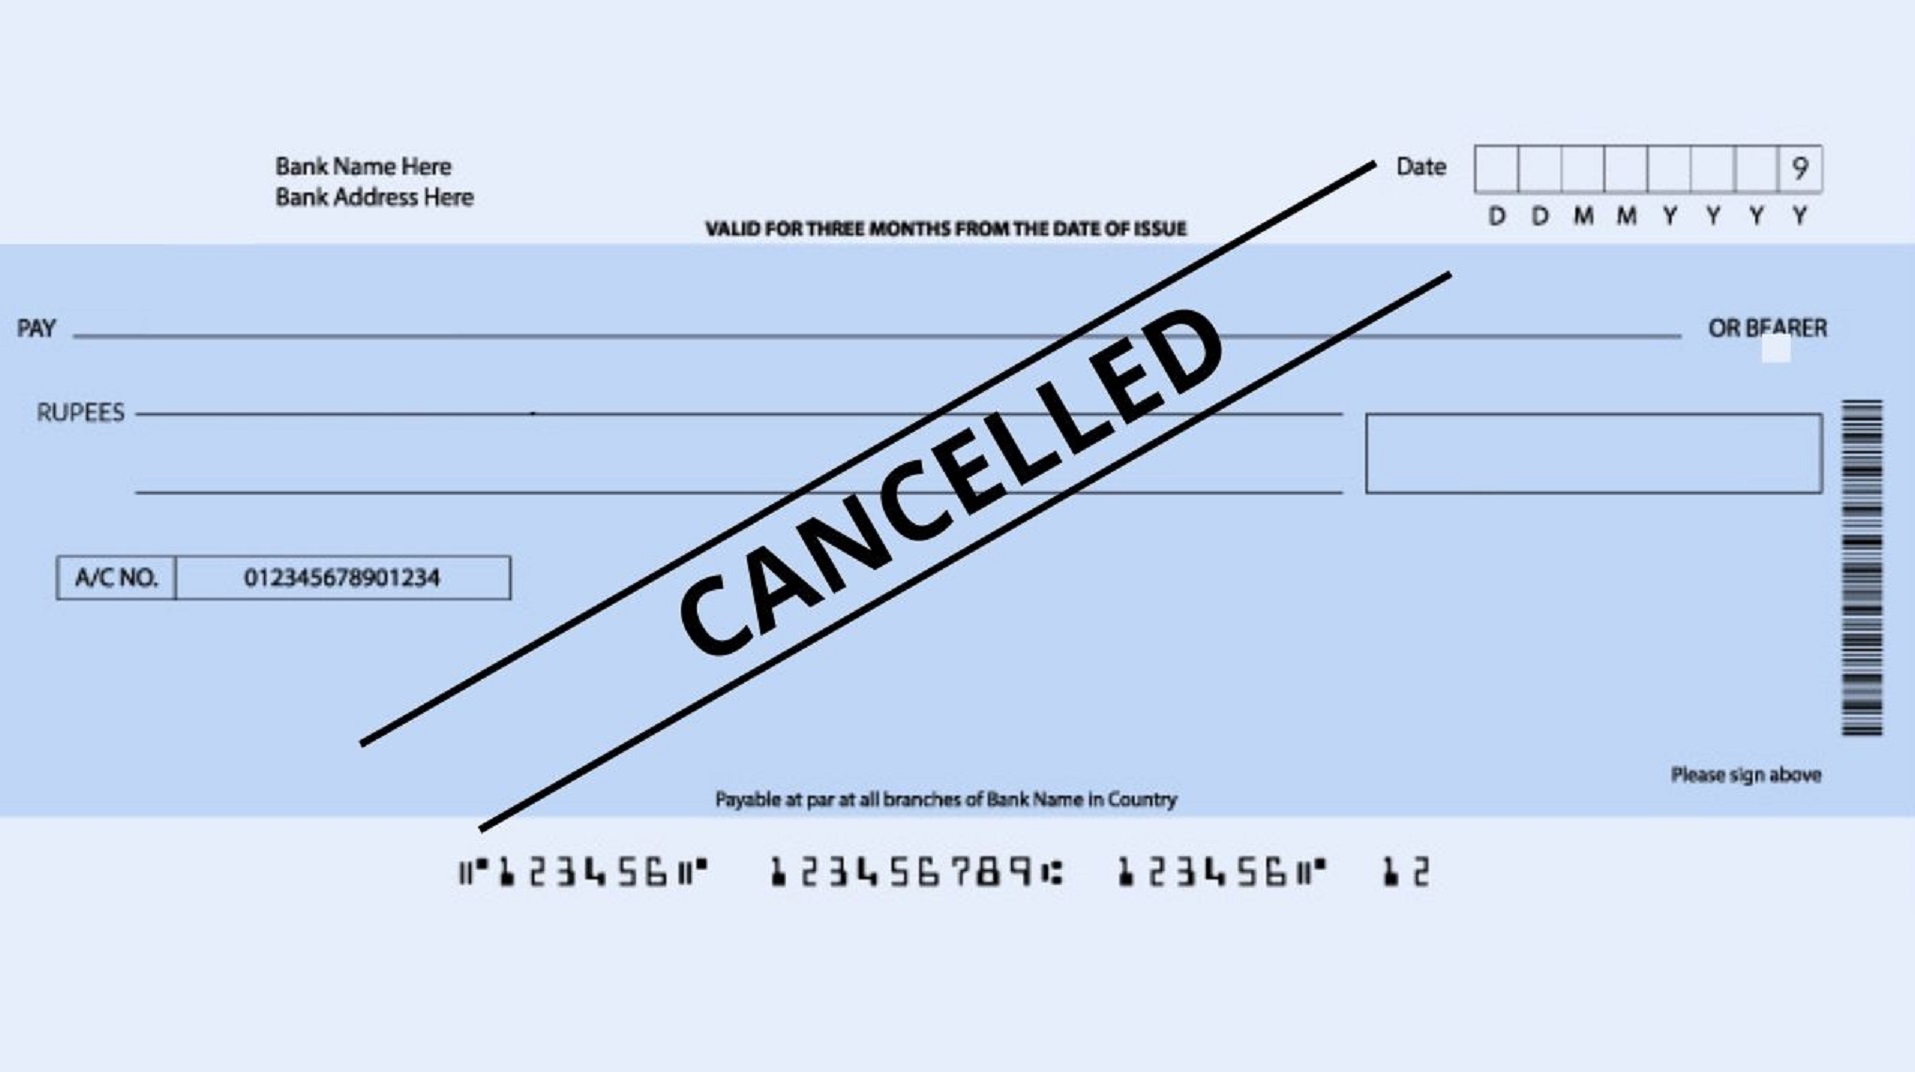 Bank Name Here
Bank Address Here
Date 9
D D M M Y Y Y Y
VALID FOR THREE MONTHS FROM THE DATE OF ISSUE
PAY OR BEARER
RUPEES
CANCELLED
A/C NO. 012345678901234
Please sign above
Payable at par at all branches of Bank Name in Country
⑈123456⑈ 123456789⑆ 123456⑈ 12